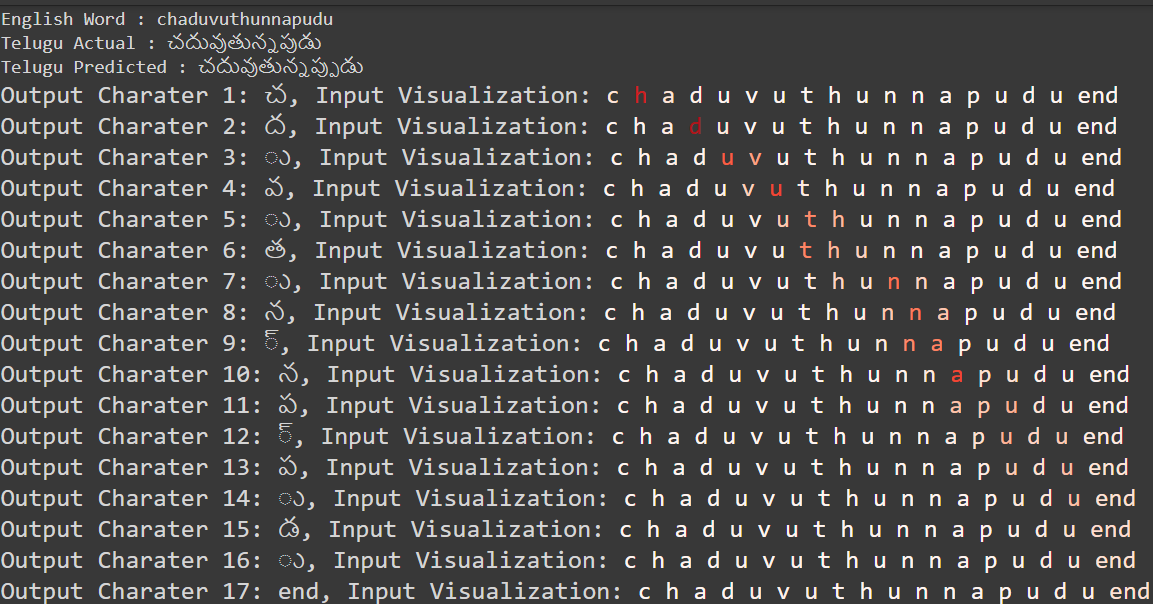 English Word : chaduvuthunnapudu
Telugu Actual : చదువుతున్నపుడు
Telugu Predicted : చదువుతున్నప్పుడు
Output Charater 1: చ, Input Visualization: c h a d u v u t h u n n a p u d u end
Output Charater 2: ద, Input Visualization: c h a d u v u t h u n n a p u d u end
Output Charater 3: ు, Input Visualization: c h a d u v u t h u n n a p u d u end
Output Charater 4: వ, Input Visualization: c h a d u v u t h u n n a p u d u end
Output Charater 5: ు, Input Visualization: c h a d u v u t h u n n a p u d u end
Output Charater 6: త, Input Visualization: c h a d u v u t h u n n a p u d u end
Output Charater 7: ు, Input Visualization: c h a d u v u t h u n n a p u d u end
Output Charater 8: న, Input Visualization: c h a d u v u t h u n n a p u d u end
Output Charater 9: ్, Input Visualization: c h a d u v u t h u n n a p u d u end
Output Charater 10: న, Input Visualization: c h a d u v u t h u n n a p u d u end
Output Charater 11: ప, Input Visualization: c h a d u v u t h u n n a p u d u end
Output Charater 12: ్, Input Visualization: c h a d u v u t h u n n a p u d u end
Output Charater 13: ప, Input Visualization: c h a d u v u t h u n n a p u d u end
Output Charater 14: ు, Input Visualization: c h a d u v u t h u n n a p u d u end
Output Charater 15: డ, Input Visualization: c h a d u v u t h u n n a p u d u end
Output Charater 16: ు, Input Visualization: c h a d u v u t h u n n a p u d u end
Output Charater 17: end, Input Visualization: c h a d u v u t h u n n a p u d u end